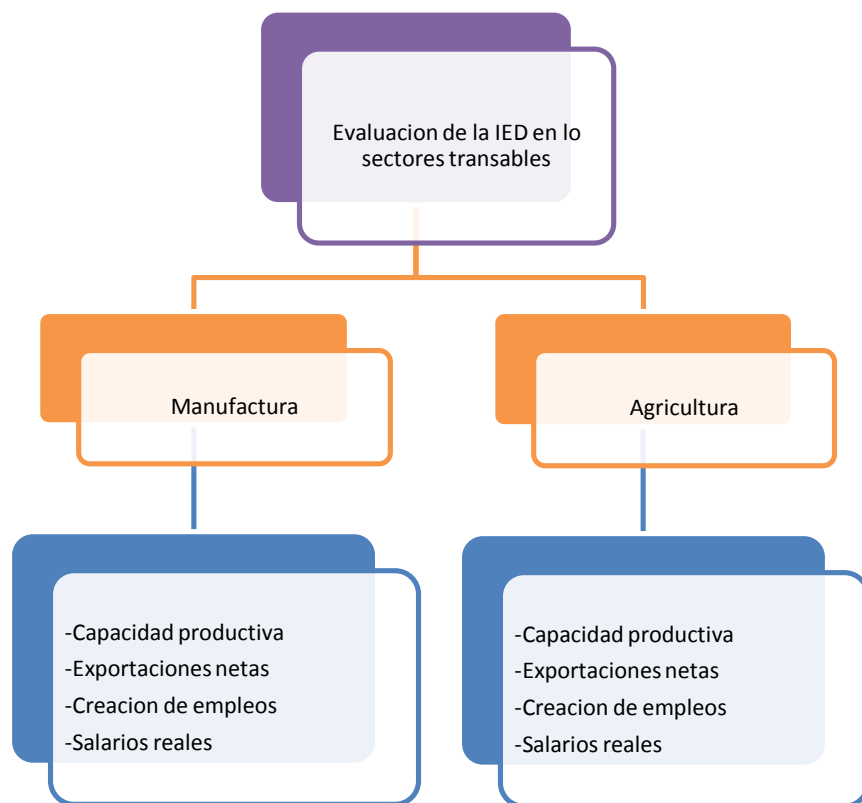 Evaluacion de la IED en lo
sectores transables
Manufactura
Agricultura
-Capacidad productiva
-Exportaciones netas
-Creacion de empleos
-Salarios reales
-Capacidad productiva
-Exportaciones netas
-Creacion de empleos
-Salarios reales